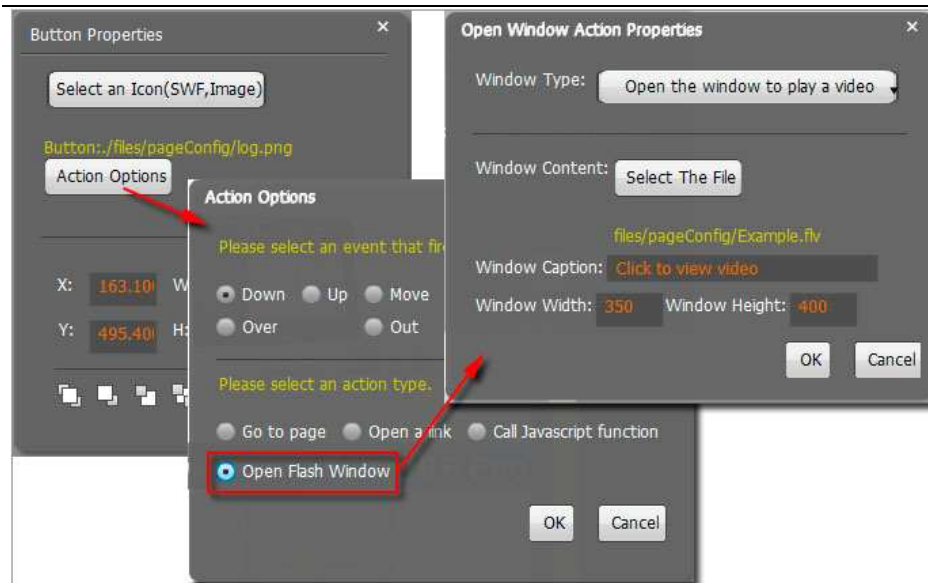 Button Properties
Select an Icon(SWF,Image)
Button:./files/pageConfig/log.png
Action Options
X: 163.10 W
Y: 495.40 H:
Action Options
Please select an event that
Down Up Move
Over Out
Please select an action type.
Go to page Open a link Call Javascript function
Open Flash Window
OK Cancel
Open Window Action Properties
Window Type: Open the window to play a video
Window Content: Select The File
files/pageConfig/Example.flv
Window Caption: Click to view video
Window Width: 350 Window Height: 400
OK Cancel